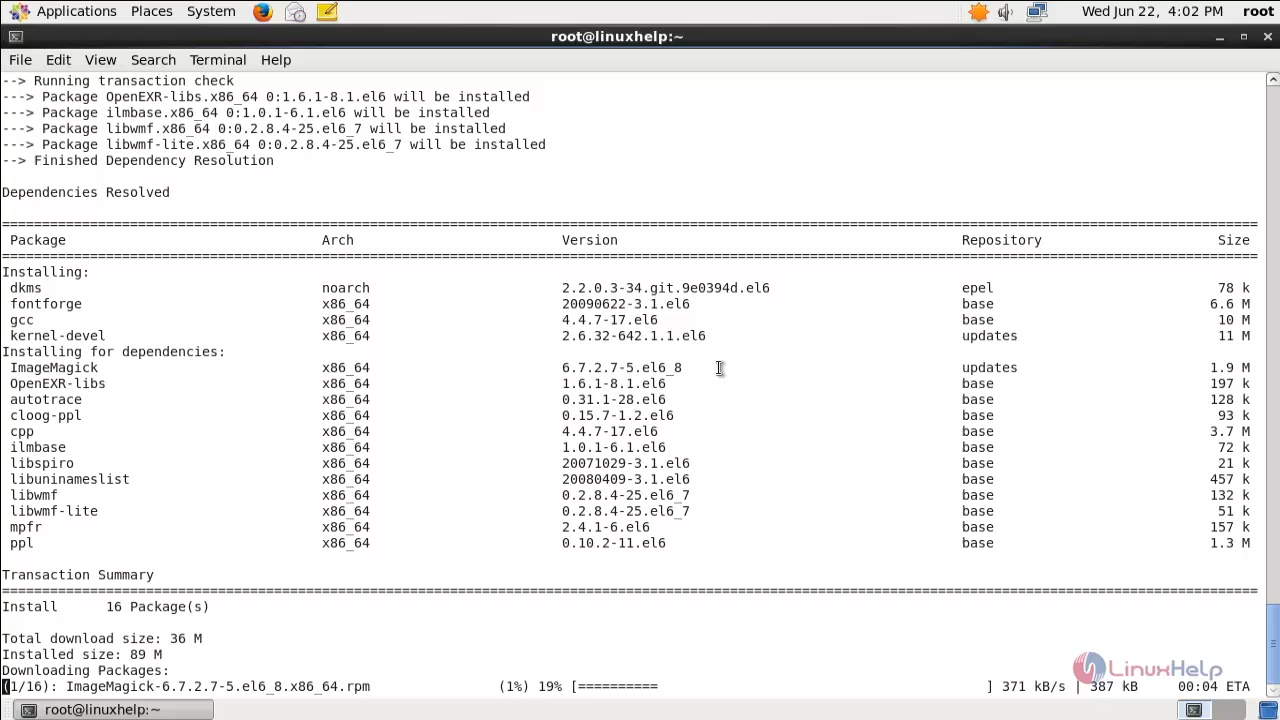 Applications Places System Wed Jun 22, 4:02 PM root
root@linuxhelp:~
File Edit View Search Terminal Help
--> Running transaction check
---> Package OpenEXR-libs.x86_64 0:1.6.1-8.1.el6 will be installed
---> Package ilmbase.x86_64 0:1.0.1-6.1.el6 will be installed
---> Package libwmf.x86_64 0:0.2.8.4-25.el6_7 will be installed
---> Package libwmf-lite.x86_64 0:0.2.8.4-25.el6_7 will be installed
--> Finished Dependency Resolution
Dependencies Resolved
================================================================================
Package Arch Version Repository Size
================================================================================
Installing:
dkms noarch 2.2.0.3-34.git.9e0394d.el6 epel 78 k
fontforge x86_64 20090622-3.1.el6 base 6.6 M
gcc x86_64 4.4.7-17.el6 base 10 M
kernel-devel x86_64 2.6.32-642.1.1.el6 updates 11 M
Installing for dependencies:
ImageMagick x86_64 6.7.2.7-5.el6_8 updates 1.9 M
OpenEXR-libs x86_64 1.6.1-8.1.el6 base 197 k
autotrace x86_64 0.31.1-28.el6 base 128 k
cloog-ppl x86_64 0.15.7-1.2.el6 base 93 k
cpp x86_64 4.4.7-17.el6 base 3.7 M
ilmbase x86_64 1.0.1-6.1.el6 base 72 k
libspiro x86_64 20071029-3.1.el6 base 21 k
libuninameslist x86_64 20080409-3.1.el6 base 457 k
libwmf x86_64 0.2.8.4-25.el6_7 base 132 k
libwmf-lite x86_64 0.2.8.4-25.el6_7 base 51 k
mpfr x86_64 2.4.1-6.el6 base 157 k
ppl x86_64 0.10.2-11.el6 base 1.3 M
Transaction Summary
================================================================================
Install 16 Package(s)
Total download size: 36 M
Installed size: 89 M
Downloading Packages:
LinuxHelp
(1/16): ImageMagick-6.7.2.7-5.el6_8.x86_64.rpm (1%) 19% [========== ] 371 kB/s | 387 kB 00:04 ETA
root@linuxhelp:~